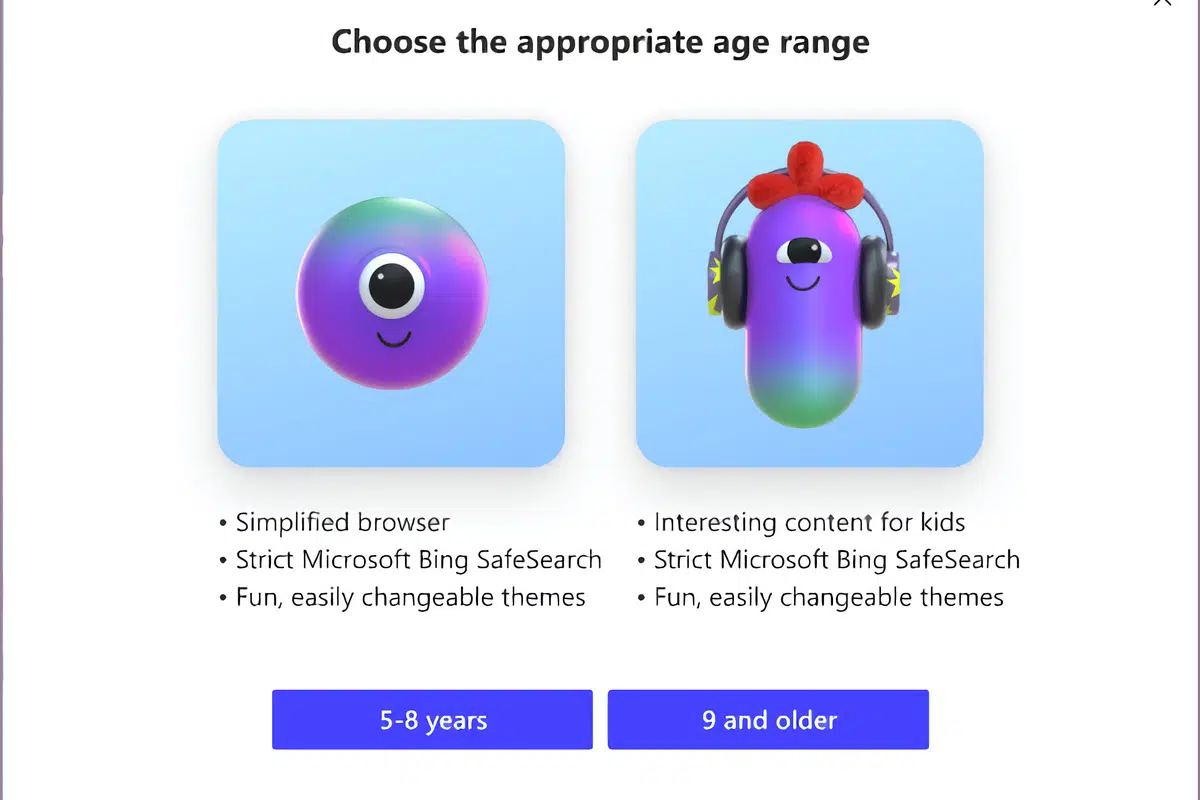 Choose the appropriate age range
• Simplified browser
• Strict Microsoft Bing SafeSearch
• Fun, easily changeable themes
• Interesting content for kids
• Strict Microsoft Bing SafeSearch
• Fun, easily changeable themes
5-8 years
9 and older